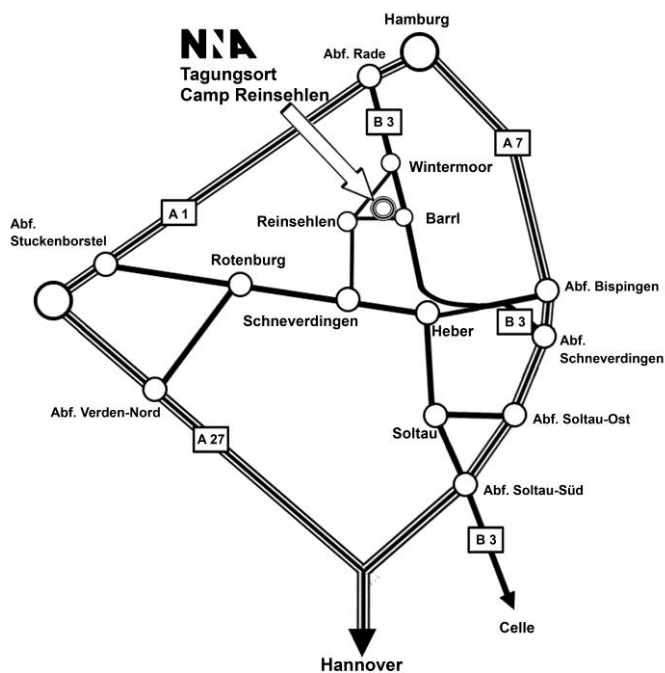 Hamburg
NNA
Abf. Rade
Tagungsort
Camp Reinsehlen
B 3
A 7
Wintermoor
A 1
Reinsehlen
Barrl
Abf.
Stuckenborstel
Rotenburg
Abf. Bispingen
Schneverdingen
Heber
B 3
Abf.
Schneverdingen
Abf. Verden-Nord
Soltau
Abf. Soltau-Ost
A 27
Abf. Soltau-Süd
B 3
Celle
Hannover